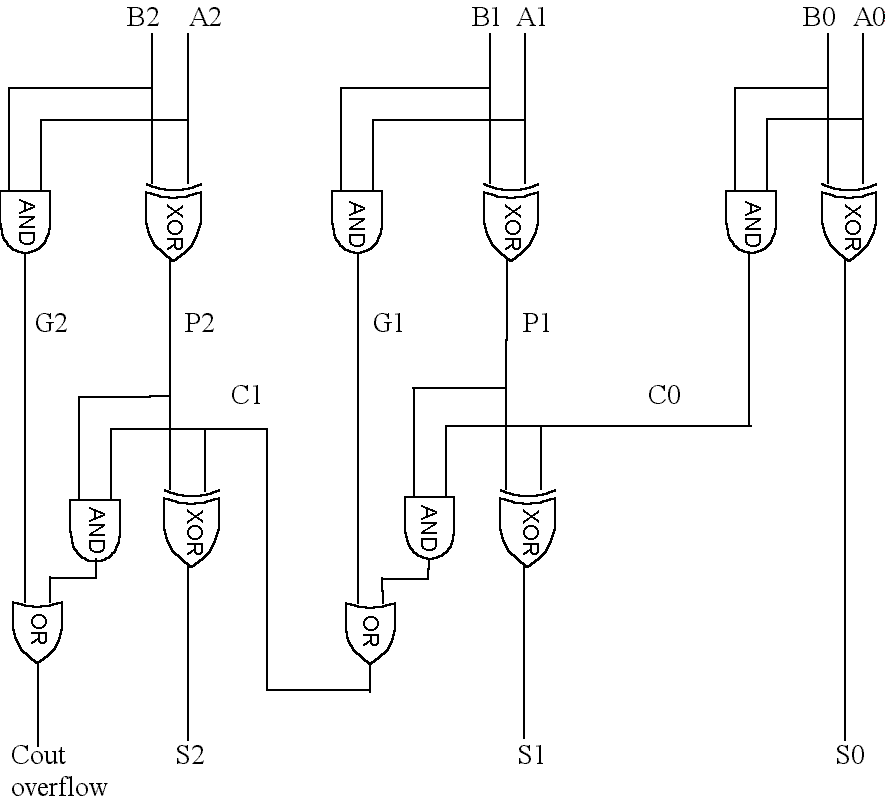 B2 A2 B1 A1 B0 A0
AND XOR AND XOR AND XOR
G2 P2 G1 P1
C1 C0
AND XOR AND XOR
OR OR
Cout S2 S1 S0
overflow